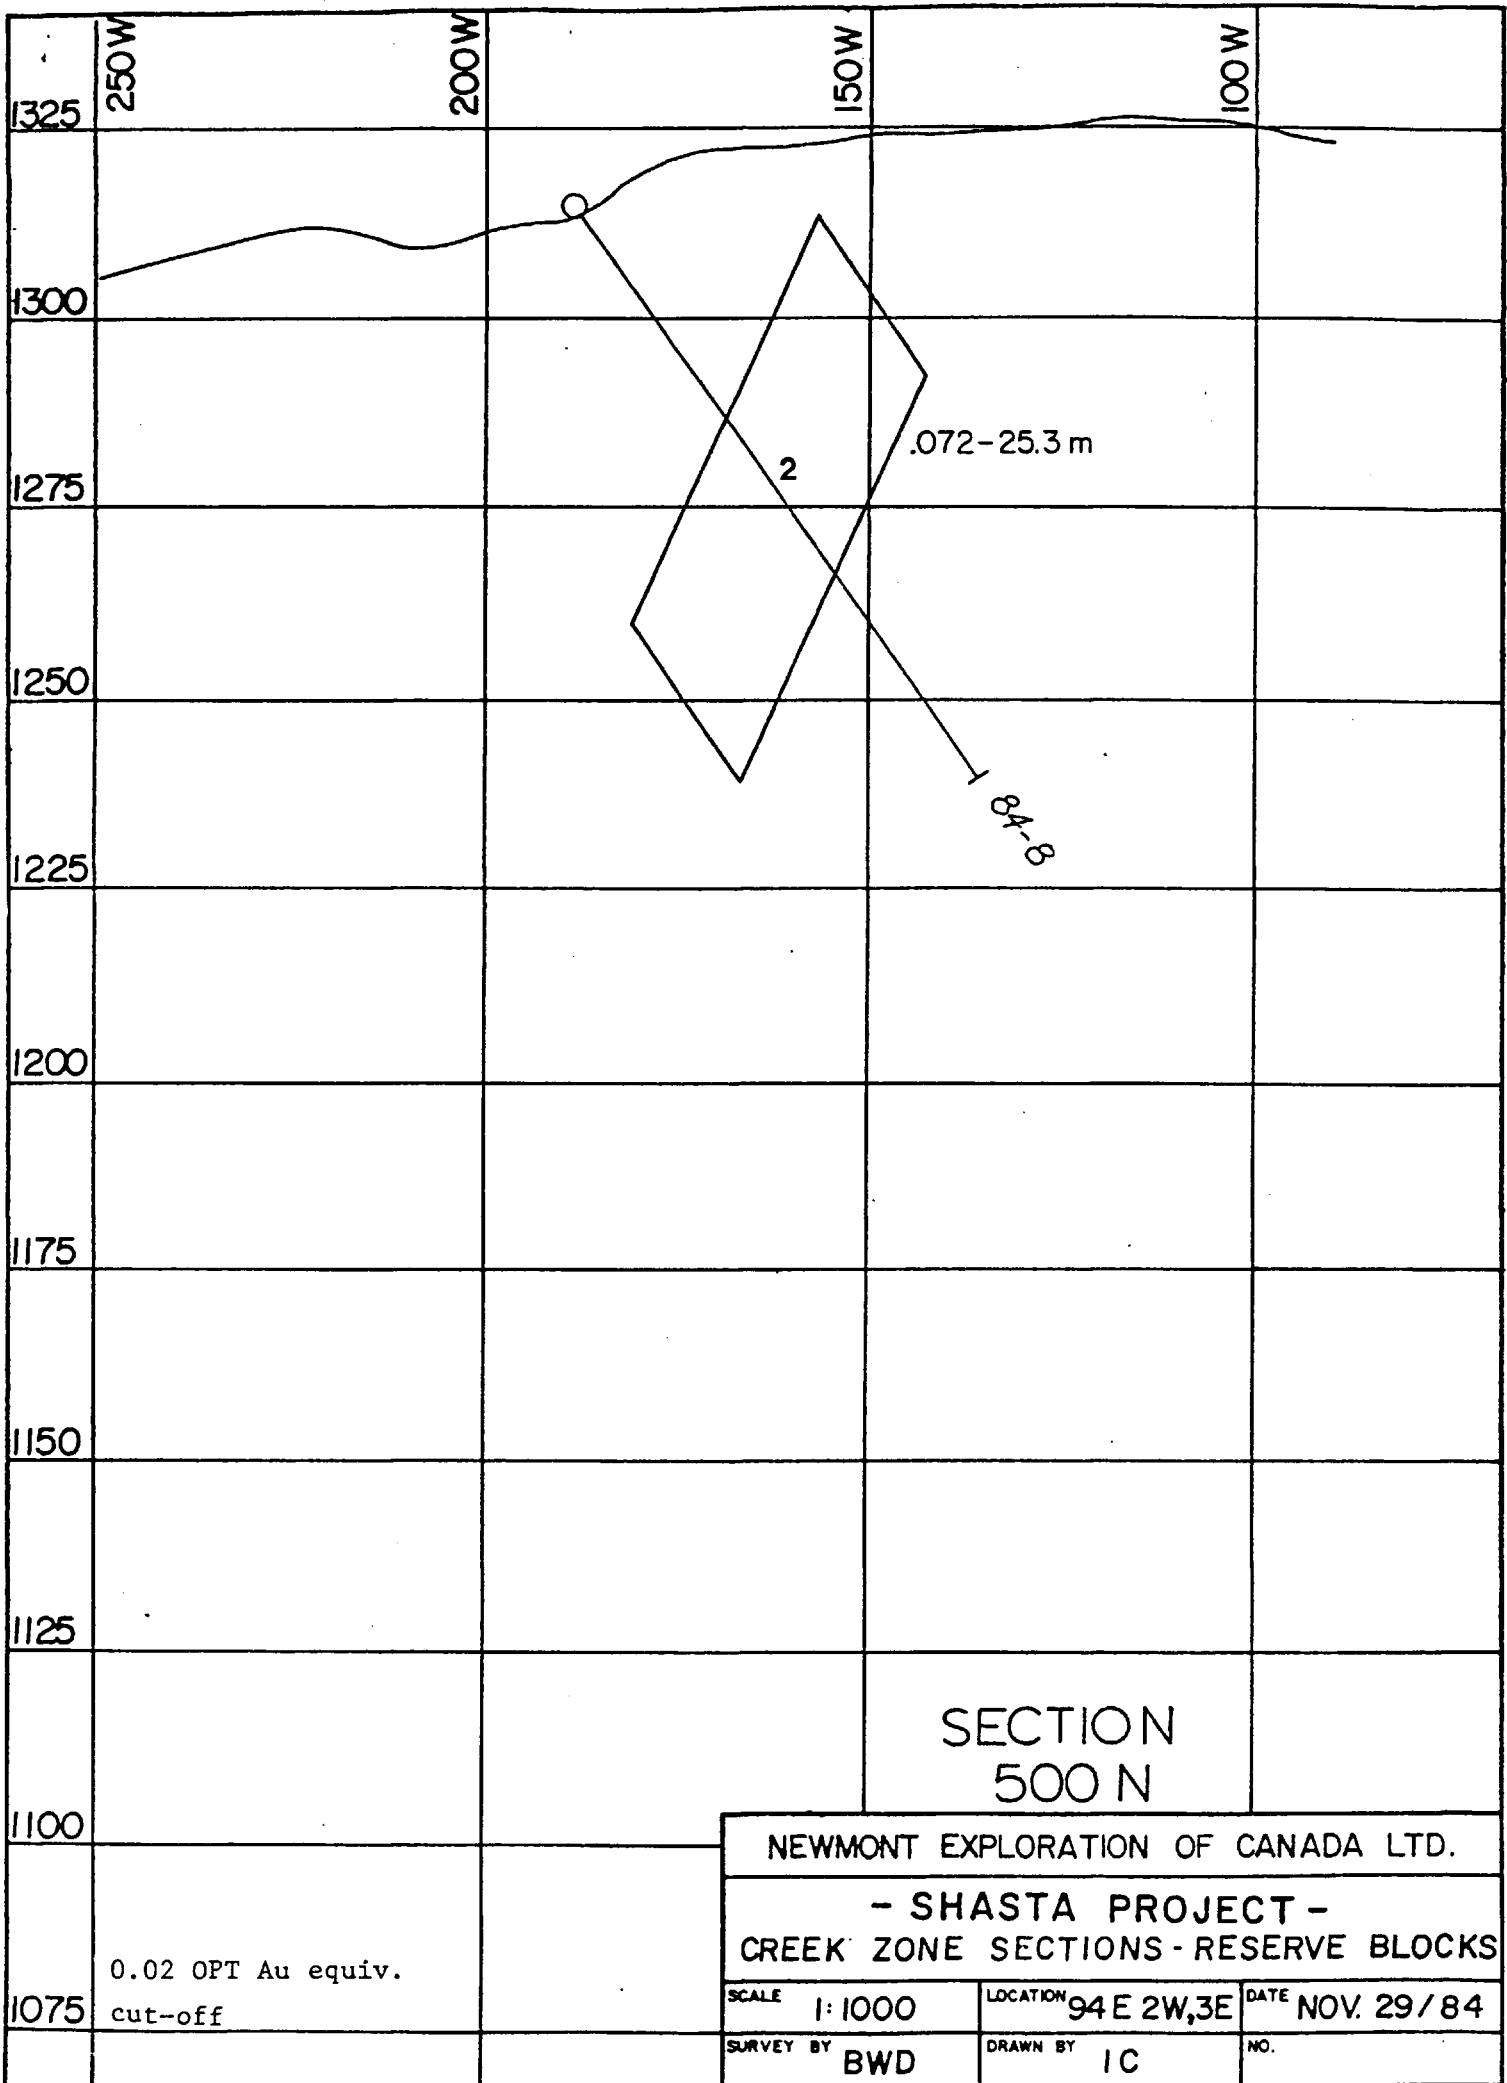 250W
200W
150W
100W
1325
1300
1275
1250
1225
1200
1175
1150
1125
1100
1075
2
.072-25.3 m
84-8
SECTION
500 N
NEWMONT EXPLORATION OF CANADA LTD.
- SHASTA PROJECT -
CREEK ZONE SECTIONS - RESERVE BLOCKS
SCALE 1:1000
LOCATION 94 E 2W,3E
DATE NOV. 29/84
SURVEY BY BWD
DRAWN BY IC
NO.
0.02 OPT Au equiv.
cut-off